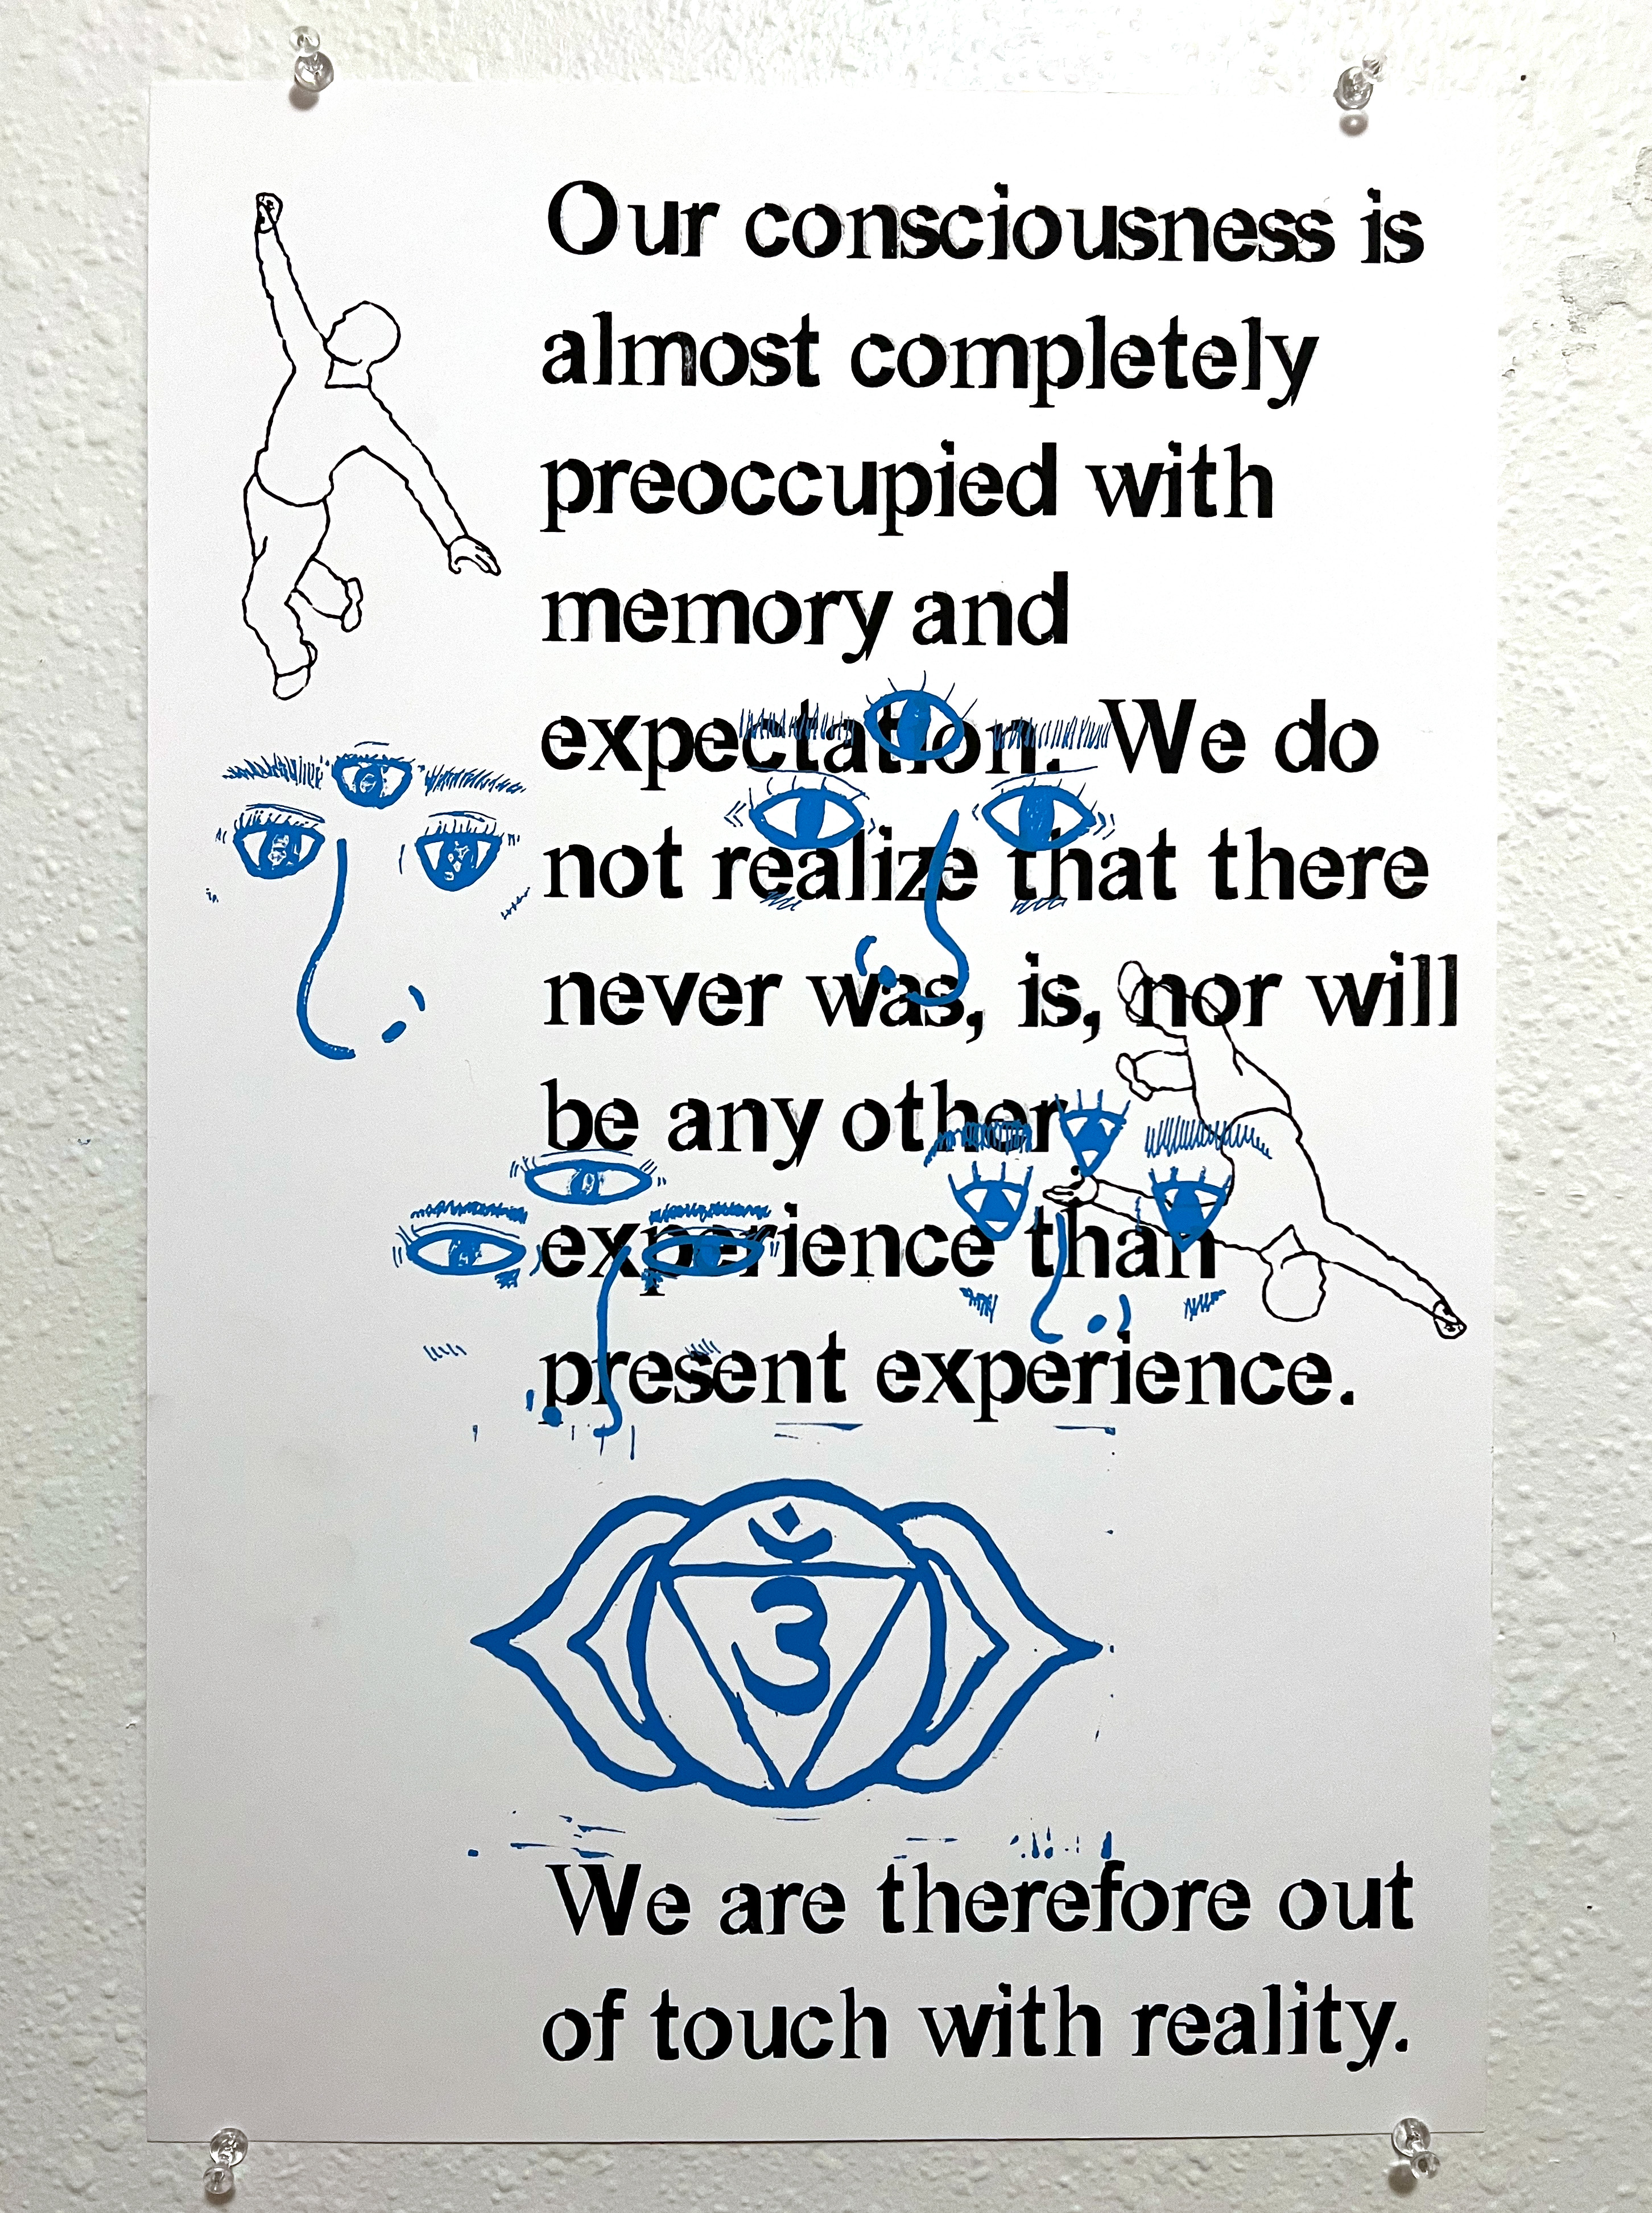 Our consciousness is
almost completely
preoccupied with
memory and
expectation. We do
not realize that there
never was, is, nor will
be any other
experience than
present experience.
We are therefore out
of touch with reality.